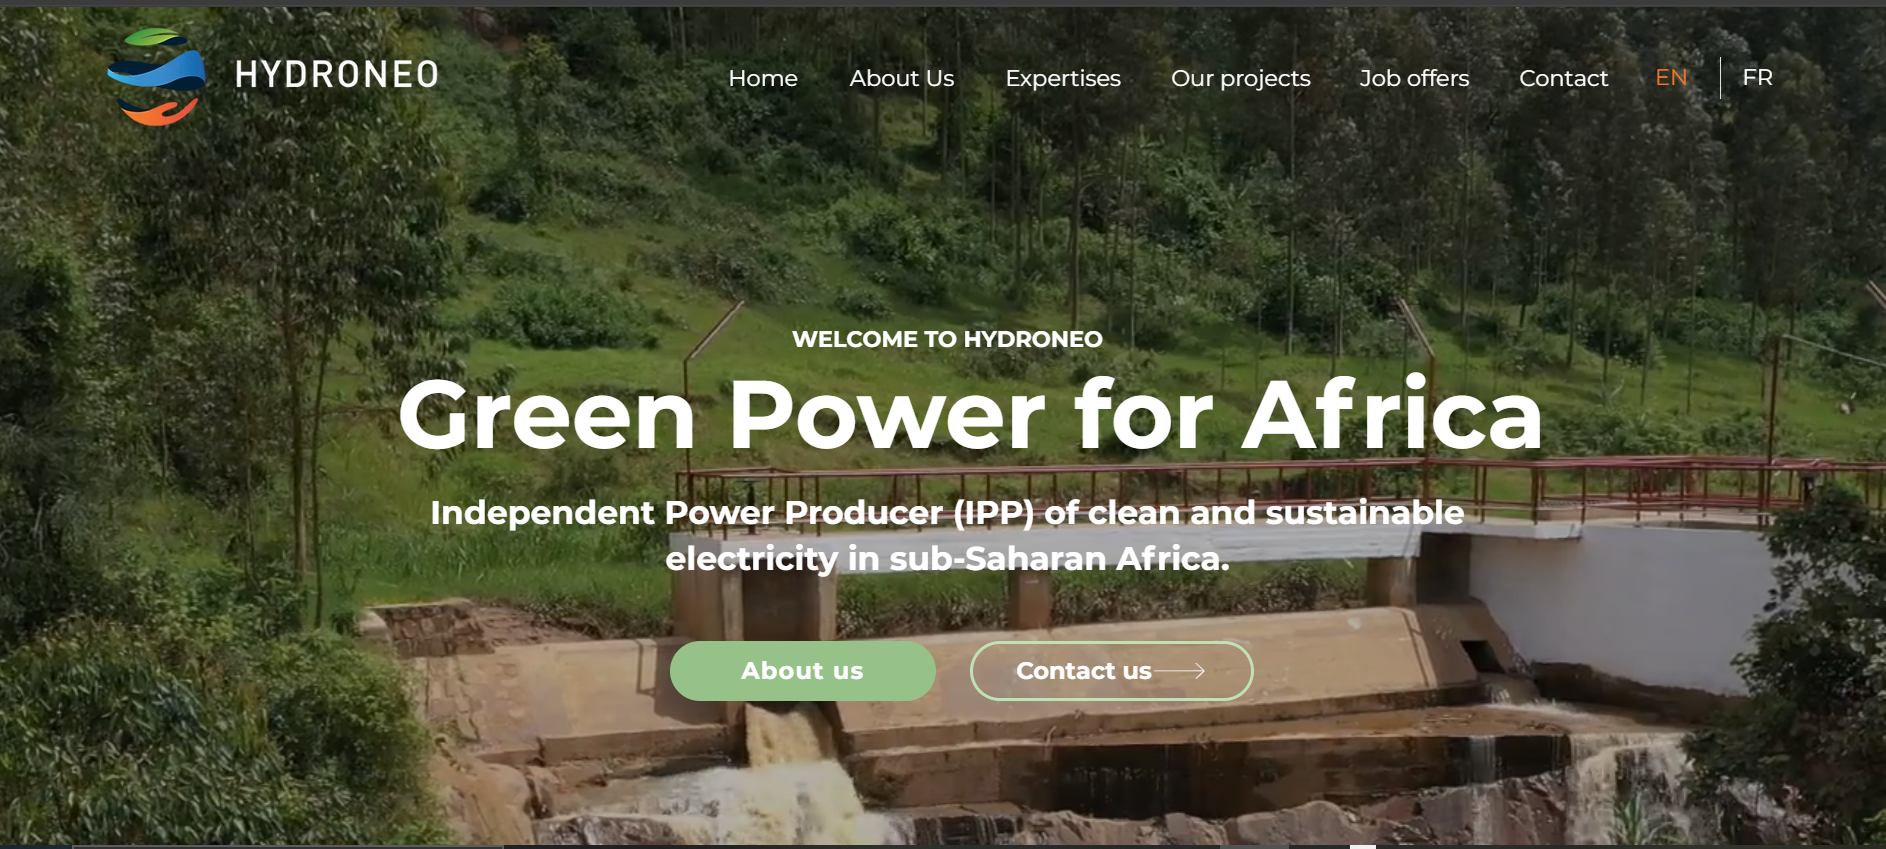 HYDRONEO
Home About Us Expertises Our projects Job offers Contact EN FR
WELCOME TO HYDRONEO
Green Power for Africa
Independent Power Producer (IPP) of clean and sustainable
electricity in sub-Saharan Africa.
About us Contact us